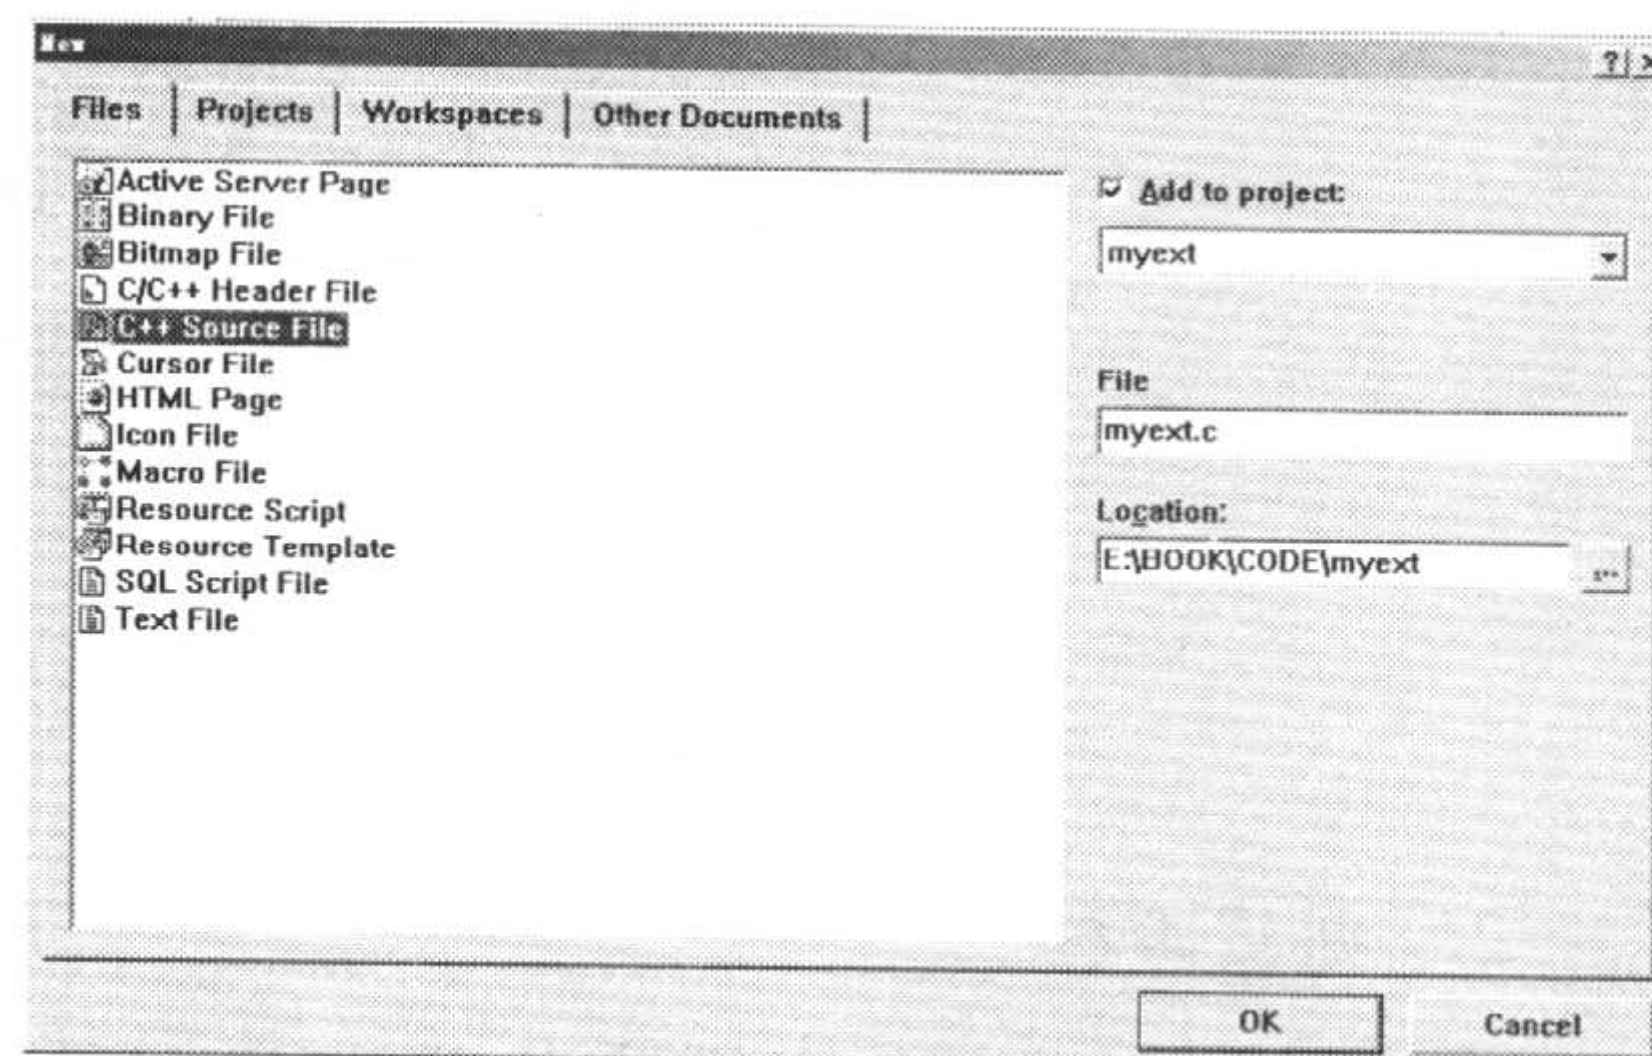 New
Files
Projects
Workspaces
Other Documents
Active Server Page
Binary File
Bitmap File
C/C++ Header File
C++ Source File
Cursor File
HTML Page
Icon File
Macro File
Resource Script
Resource Template
SQL Script File
Text File
Add to project:
myext
File
myext.c
Location:
E:\BOOK\CODE\myext
...
OK
Cancel